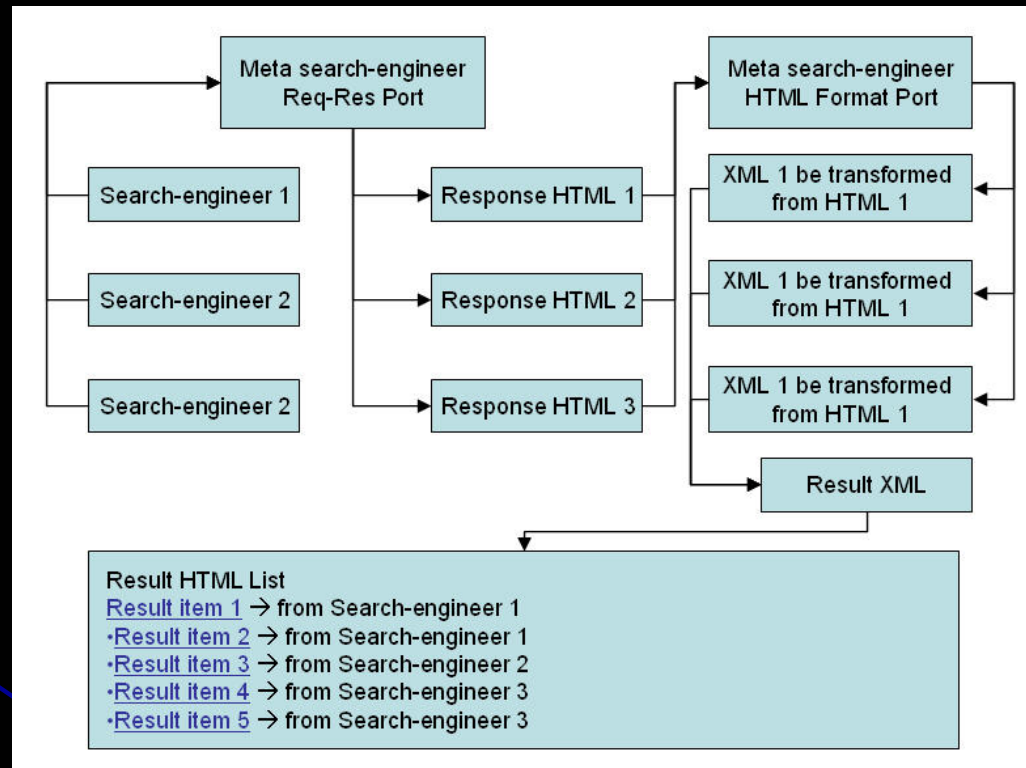 Meta search-engineer
Req-Res Port
Meta search-engineer
HTML Format Port
Search-engineer 1
Response HTML 1
XML 1 be transformed
from HTML 1
Search-engineer 2
Response HTML 2
XML 1 be transformed
from HTML 1
Search-engineer 2
Response HTML 3
XML 1 be transformed
from HTML 1
Result XML
Result HTML List
Result item 1 → from Search-engineer 1
•Result item 2 → from Search-engineer 1
•Result item 3 → from Search-engineer 2
•Result item 4 → from Search-engineer 3
•Result item 5 → from Search-engineer 3